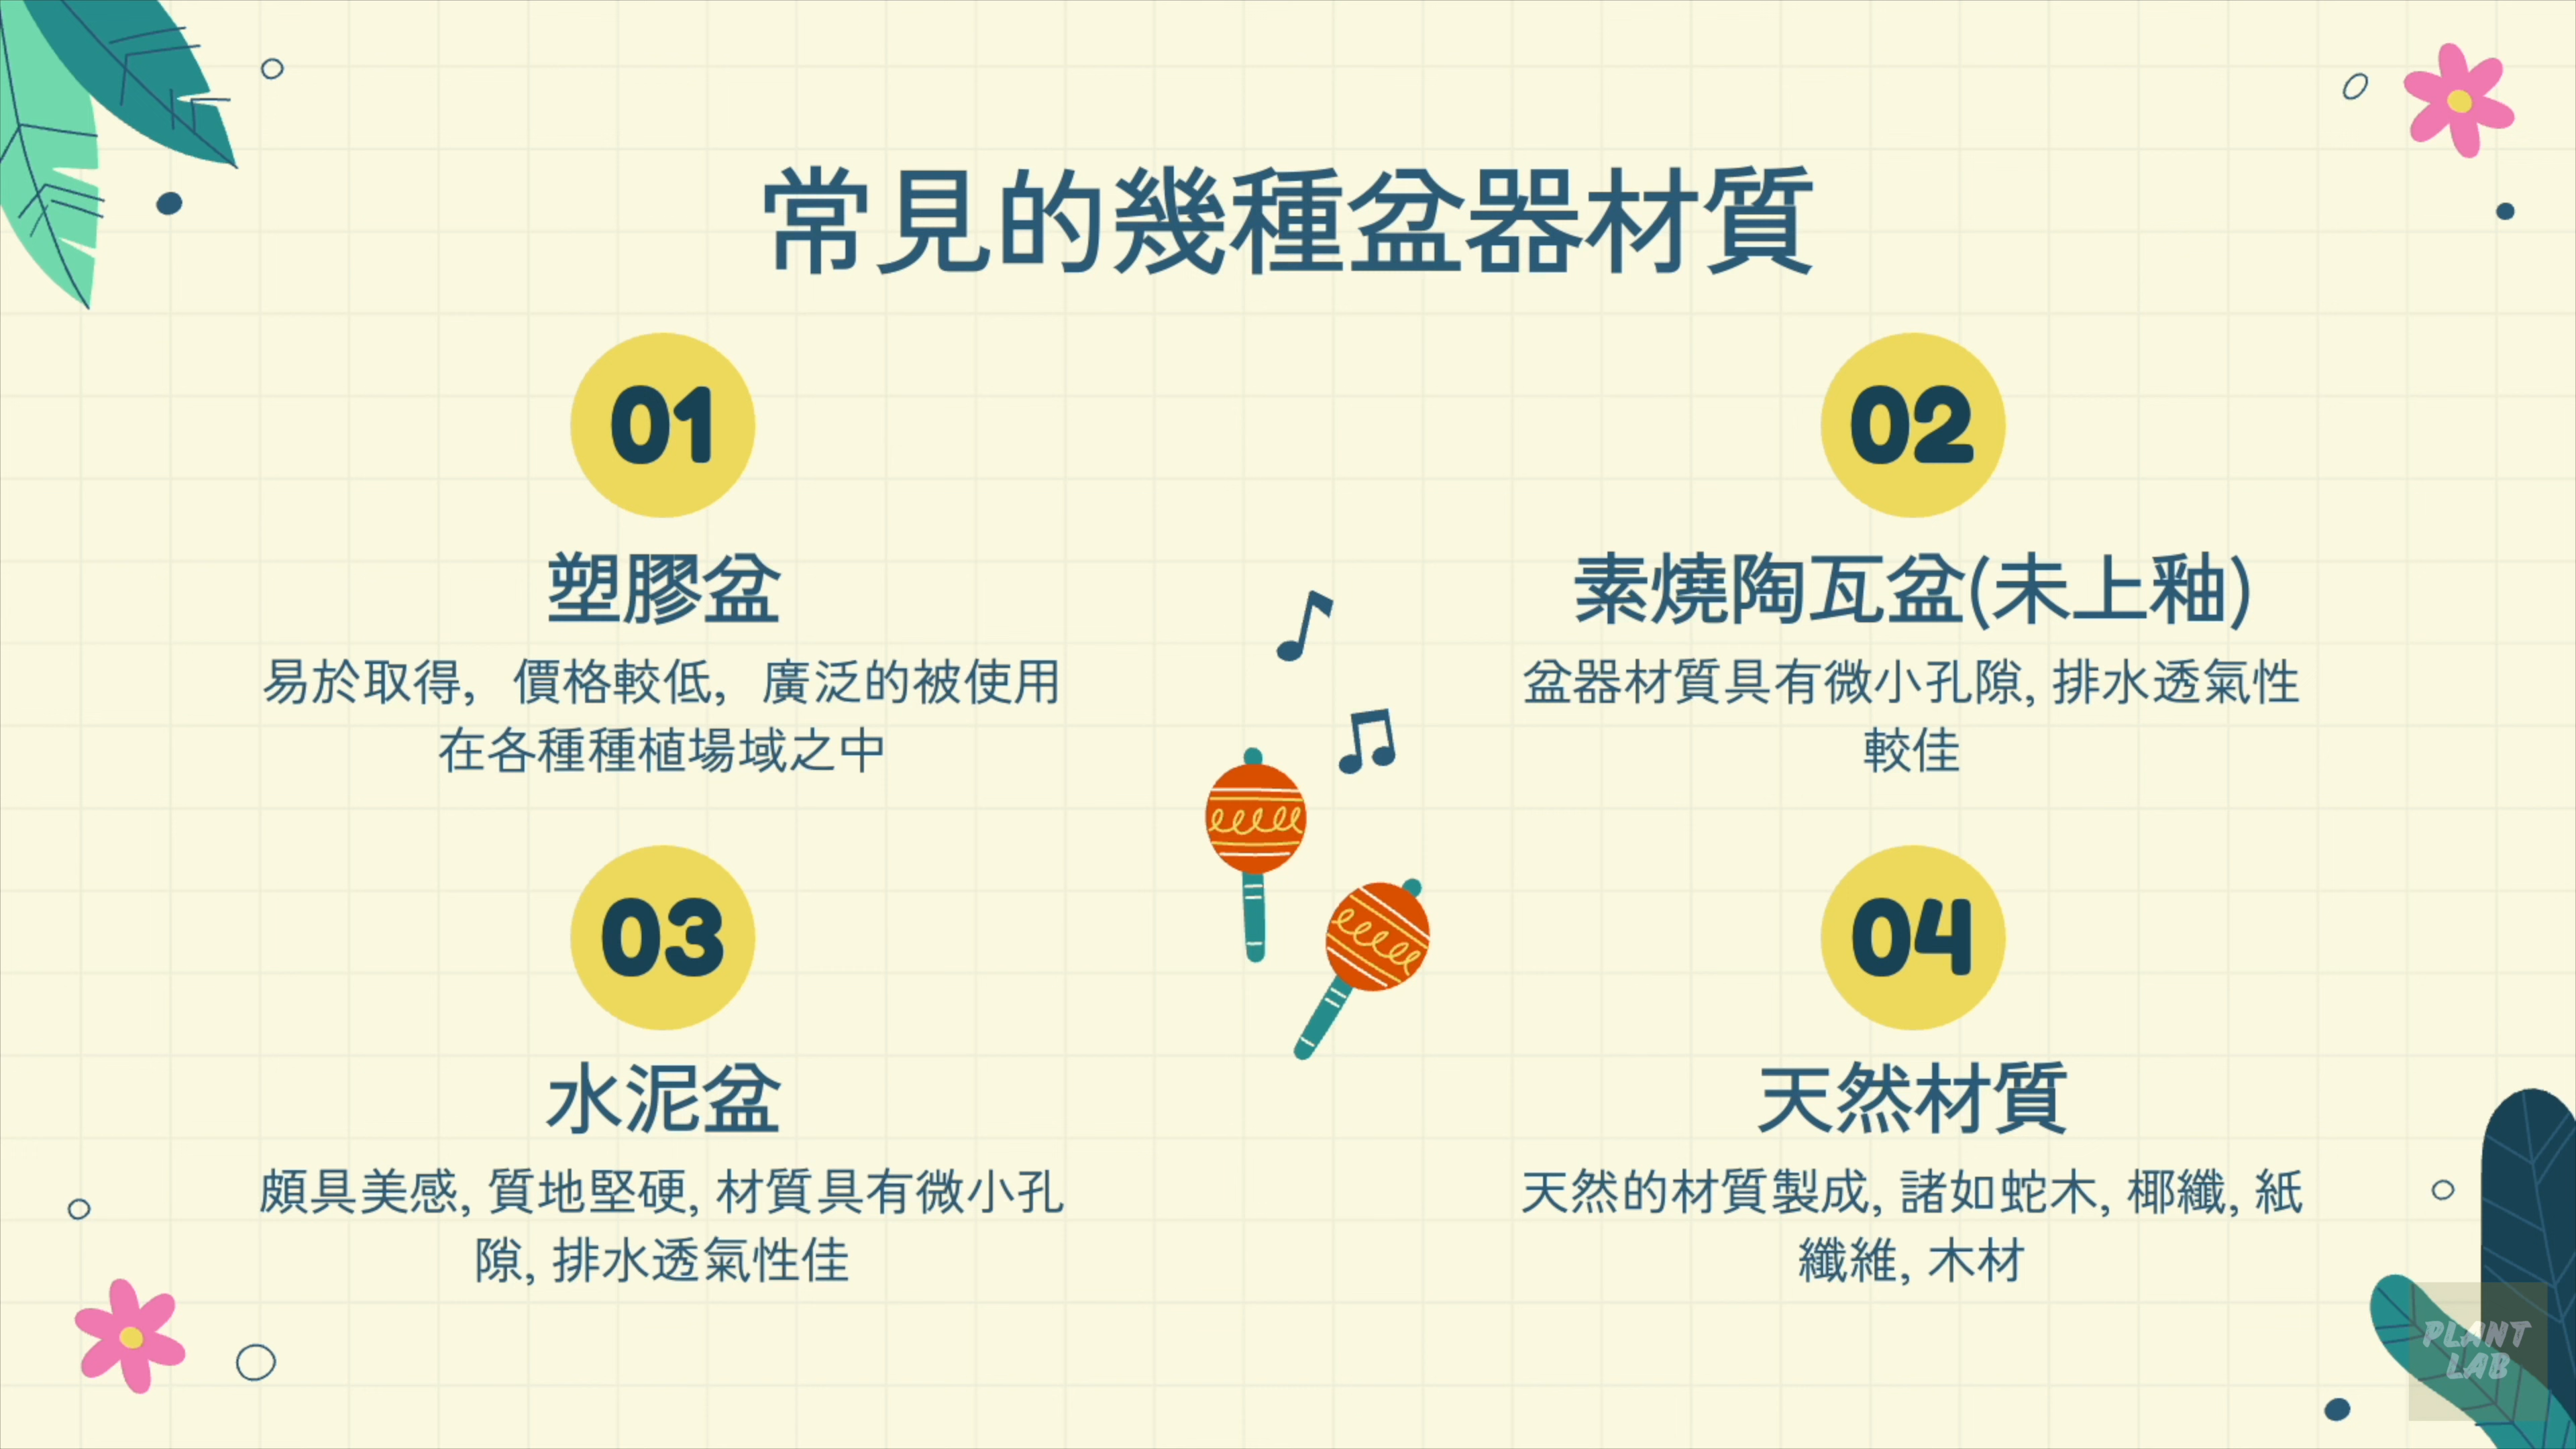 常見的幾種盆器材質
01
塑膠盆
易於取得，價格較低，廣泛的被使用
在各種種植場域之中
02
素燒陶瓦盆(未上釉)
盆器材質具有微小孔隙, 排水透氣性
較佳
03
水泥盆
頗具美感, 質地堅硬, 材質具有微小孔
隙, 排水透氣性佳
04
天然材質
天然的材質製成, 諸如蛇木, 椰纖, 紙
纖維, 木材
PLANT
LAB